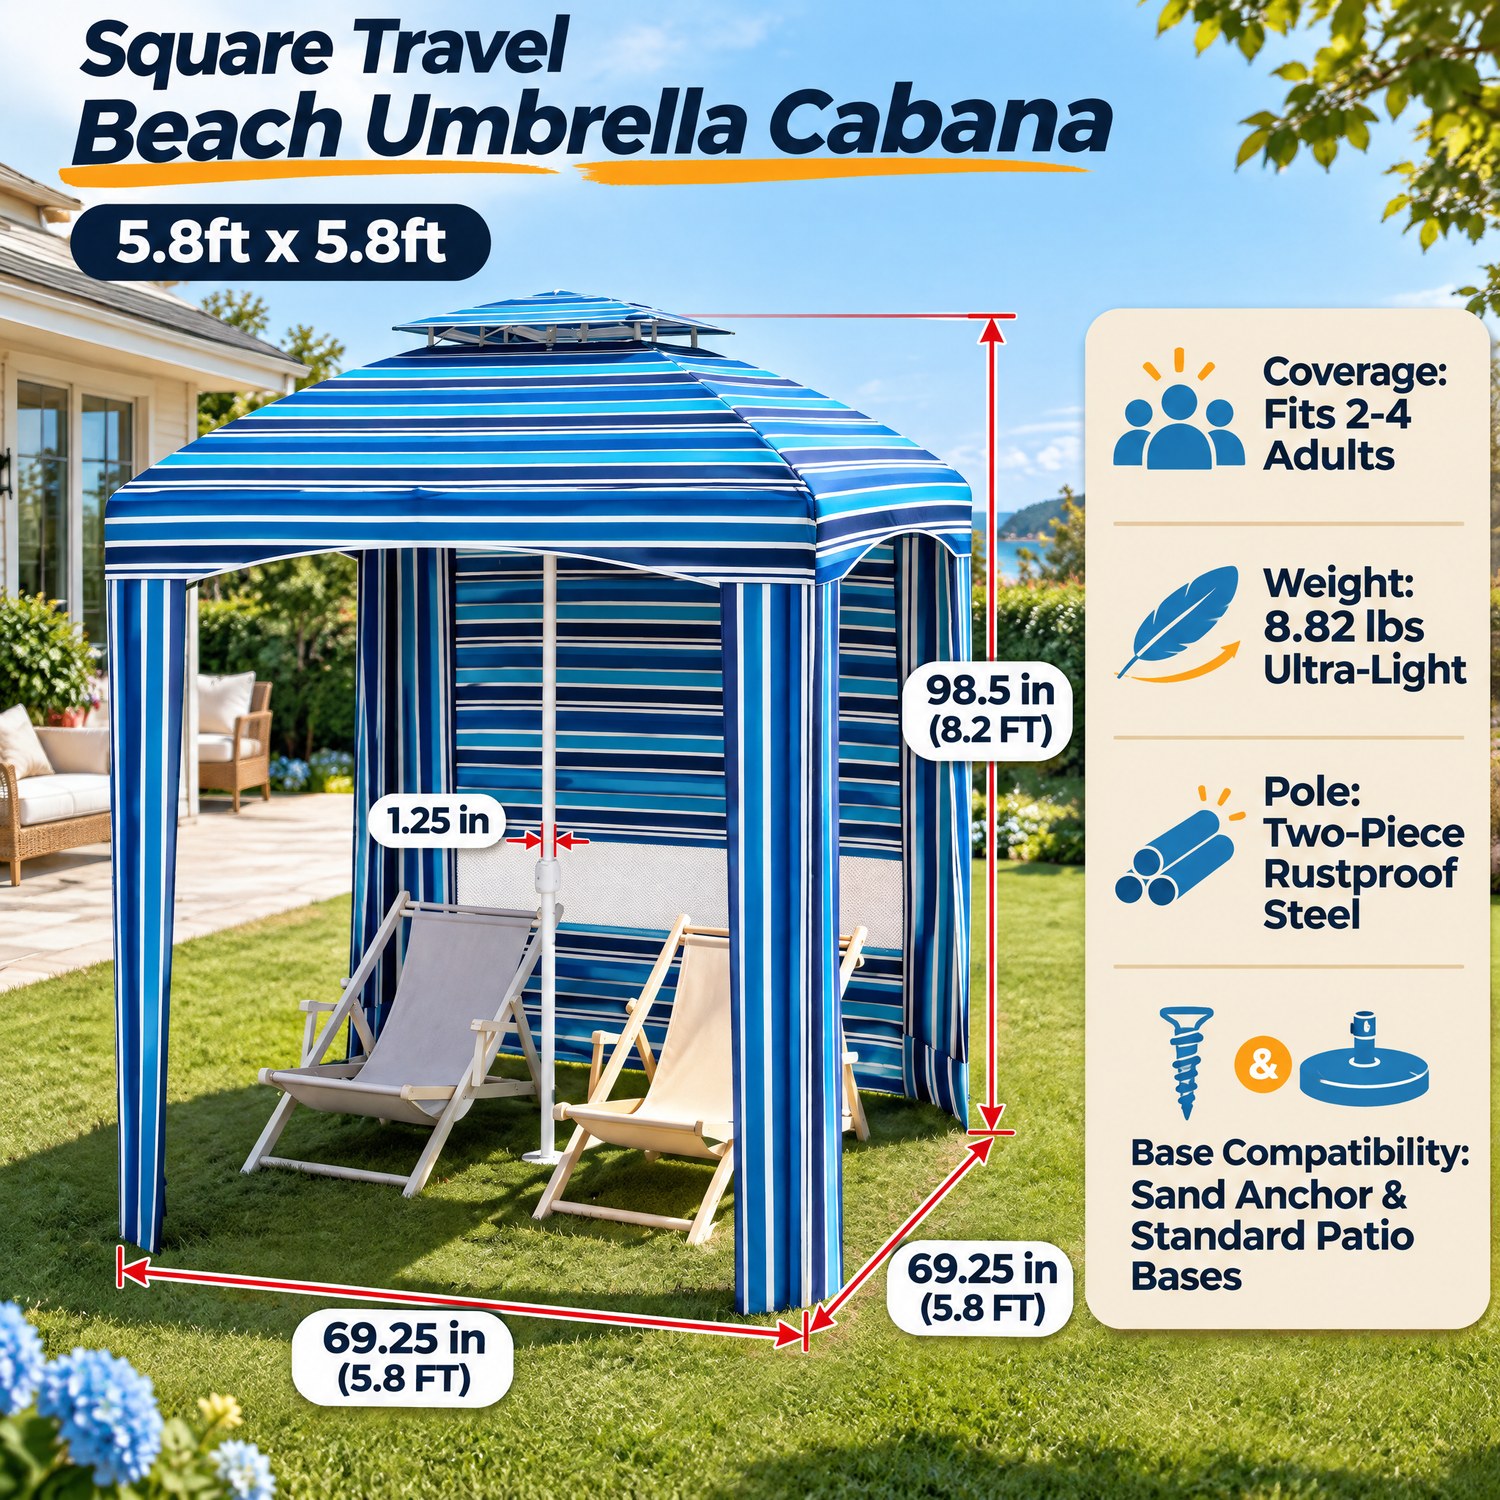 Square Travel
Beach Umbrella Cabana
5.8ft x 5.8ft
Coverage:
Fits 2-4
Adults
Weight:
8.82 lbs
Ultra-Light
98.5 in
(8.2 FT)
Pole:
Two-Piece
Rustproof
Steel
1.25 in
&
Base Compatibility:
Sand Anchor &
Standard Patio
Bases
69.25 in
(5.8 FT)
69.25 in
(5.8 FT)